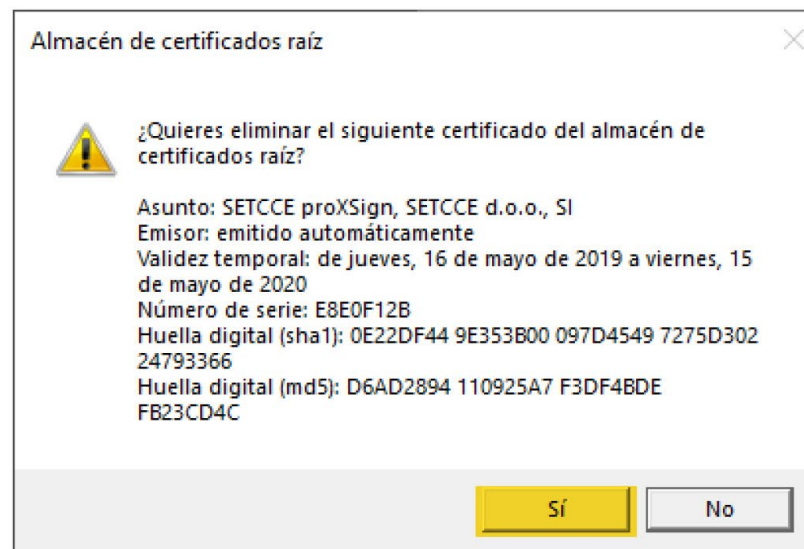 Almacén de certificados raíz
¿Quieres eliminar el siguiente certificado del almacén de
certificados raíz?
Asunto: SETCCE proXSign, SETCCE d.o.o., SI
Emisor: emitido automáticamente
Validez temporal: de jueves, 16 de mayo de 2019 a viernes, 15
de mayo de 2020
Número de serie: E8E0F12B
Huella digital (sha1): 0E22DF44 9E353B00 097D4549 7275D302
24793366
Huella digital (md5): D6AD2894 110925A7 F3DF4BDE
FB23CD4C
Sí
No